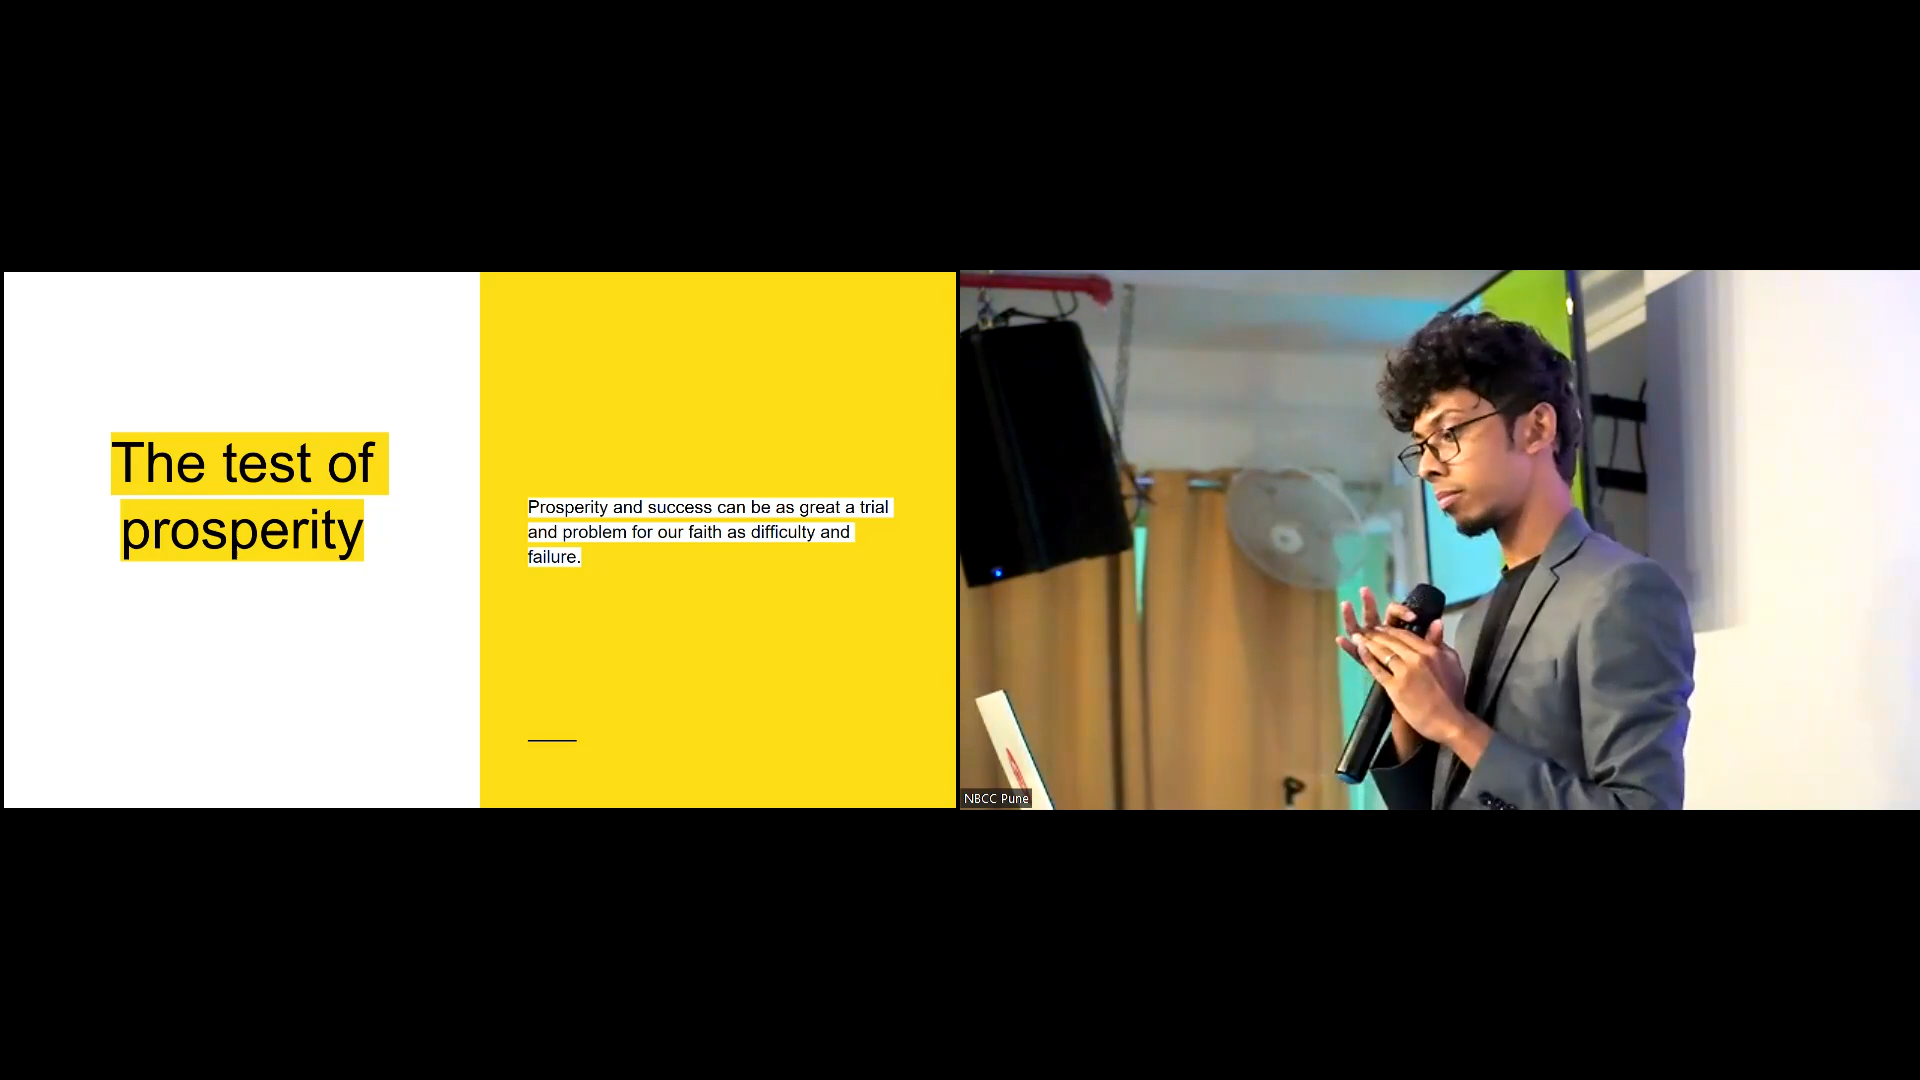 The test of
prosperity
Prosperity and success can be as great a trial
and problem for our faith as difficulty and
failure.
NBCC Pune